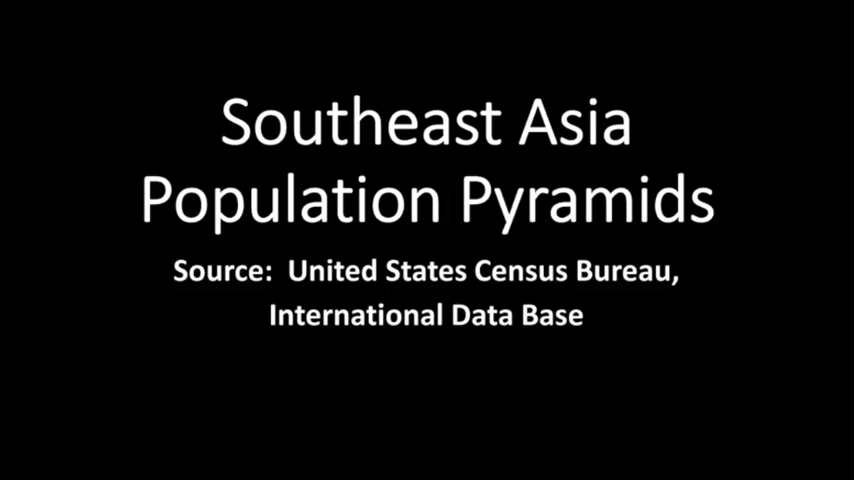 Southeast Asia
Population Pyramids
Source:  United States Census Bureau,
International Data Base